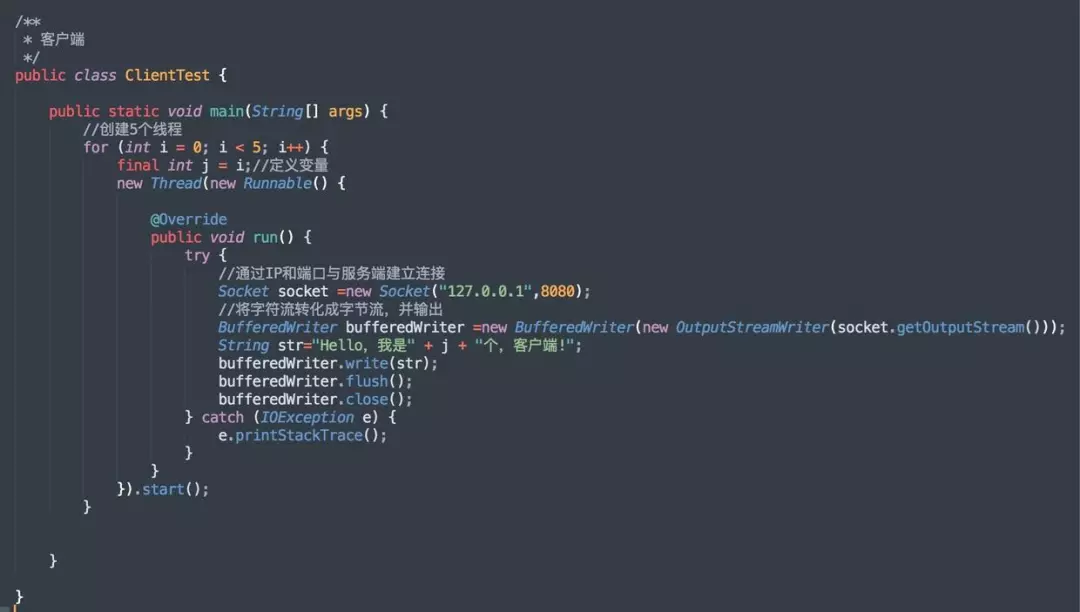 /**
 * 客户端
 */
public class ClientTest {
    public static void main(String[] args) {
        //创建5个线程
        for (int i = 0; i < 5; i++) {
            final int j = i;//定义变量
            new Thread(new Runnable() {
                @Override
                public void run() {
                    try {
                        //通过IP和端口与服务端建立连接
                        Socket socket =new Socket("127.0.0.1",8080);
                        //将字符流转化成字节流，并输出
                        BufferedWriter bufferedWriter =new BufferedWriter(new OutputStreamWriter(socket.getOutputStream()));
                        String str="Hello，我是" + j + "个，客户端!";
                        bufferedWriter.write(str);
                        bufferedWriter.flush();
                        bufferedWriter.close();
                    } catch (IOException e) {
                        e.printStackTrace();
                    }
                }
            }).start();
        }
    }
}